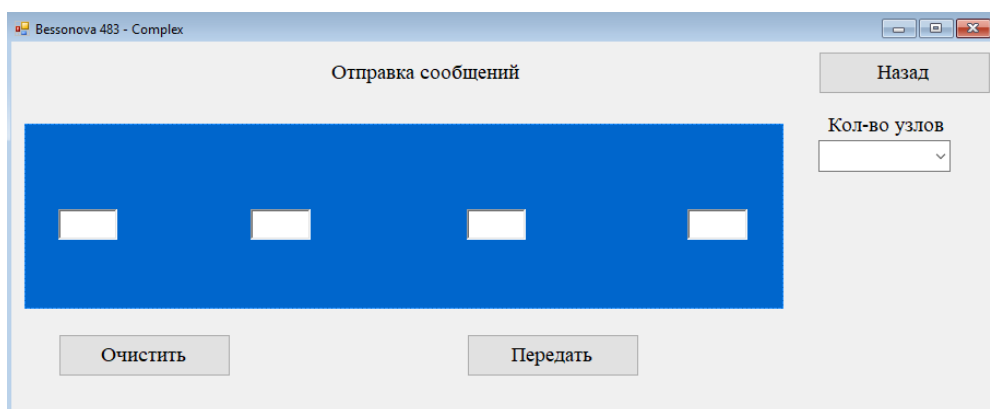 Bessonova 483 - Complex
Отправка сообщений
Назад
Кол-во узлов
Очистить
Передать